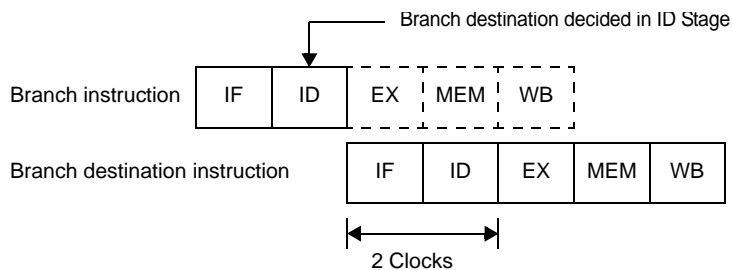 Branch destination decided in ID Stage
Branch instruction IF ID EX MEM WB
Branch destination instruction IF ID EX MEM WB
2 Clocks